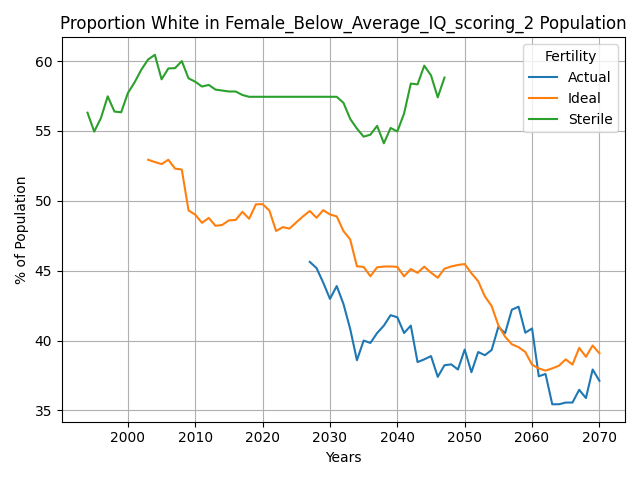 Proportion White in Female_Below_Average_IQ_scoring_2 Population
% of Population
60
55
50
45
40
35
Fertility
Actual
Ideal
Sterile
2000
2010
2020
2030
2040
2050
2060
2070
Years